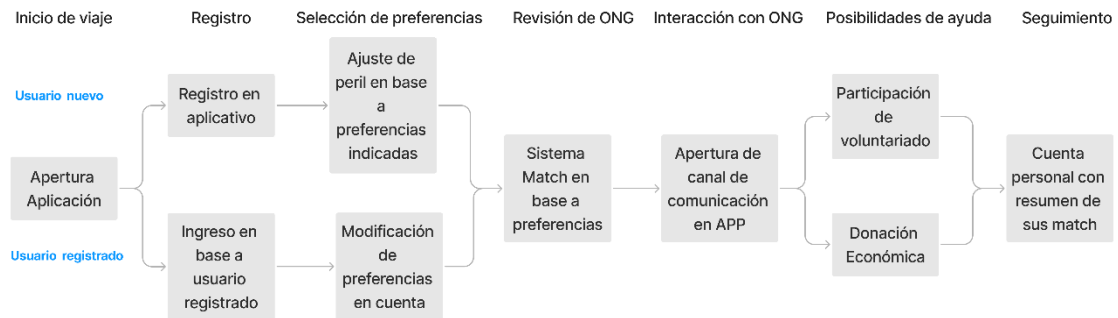 Inicio de viaje
Registro
Selección de preferencias
Revisión de ONG
Interacción con ONG
Posibilidades de ayuda
Seguimiento
Usuario nuevo
Apertura
Aplicación
Usuario registrado
Registro en
aplicativo
Ingreso en
base a
usuario
registrado
Ajuste de
peril en base
a
preferencias
indicadas
Modificación
de
preferencias
en cuenta
Sistema
Match en
base a
preferencias
Apertura de
canal de
comunicación
en APP
Participación
de
voluntariado
Donación
Económica
Cuenta
personal con
resumen de
sus match